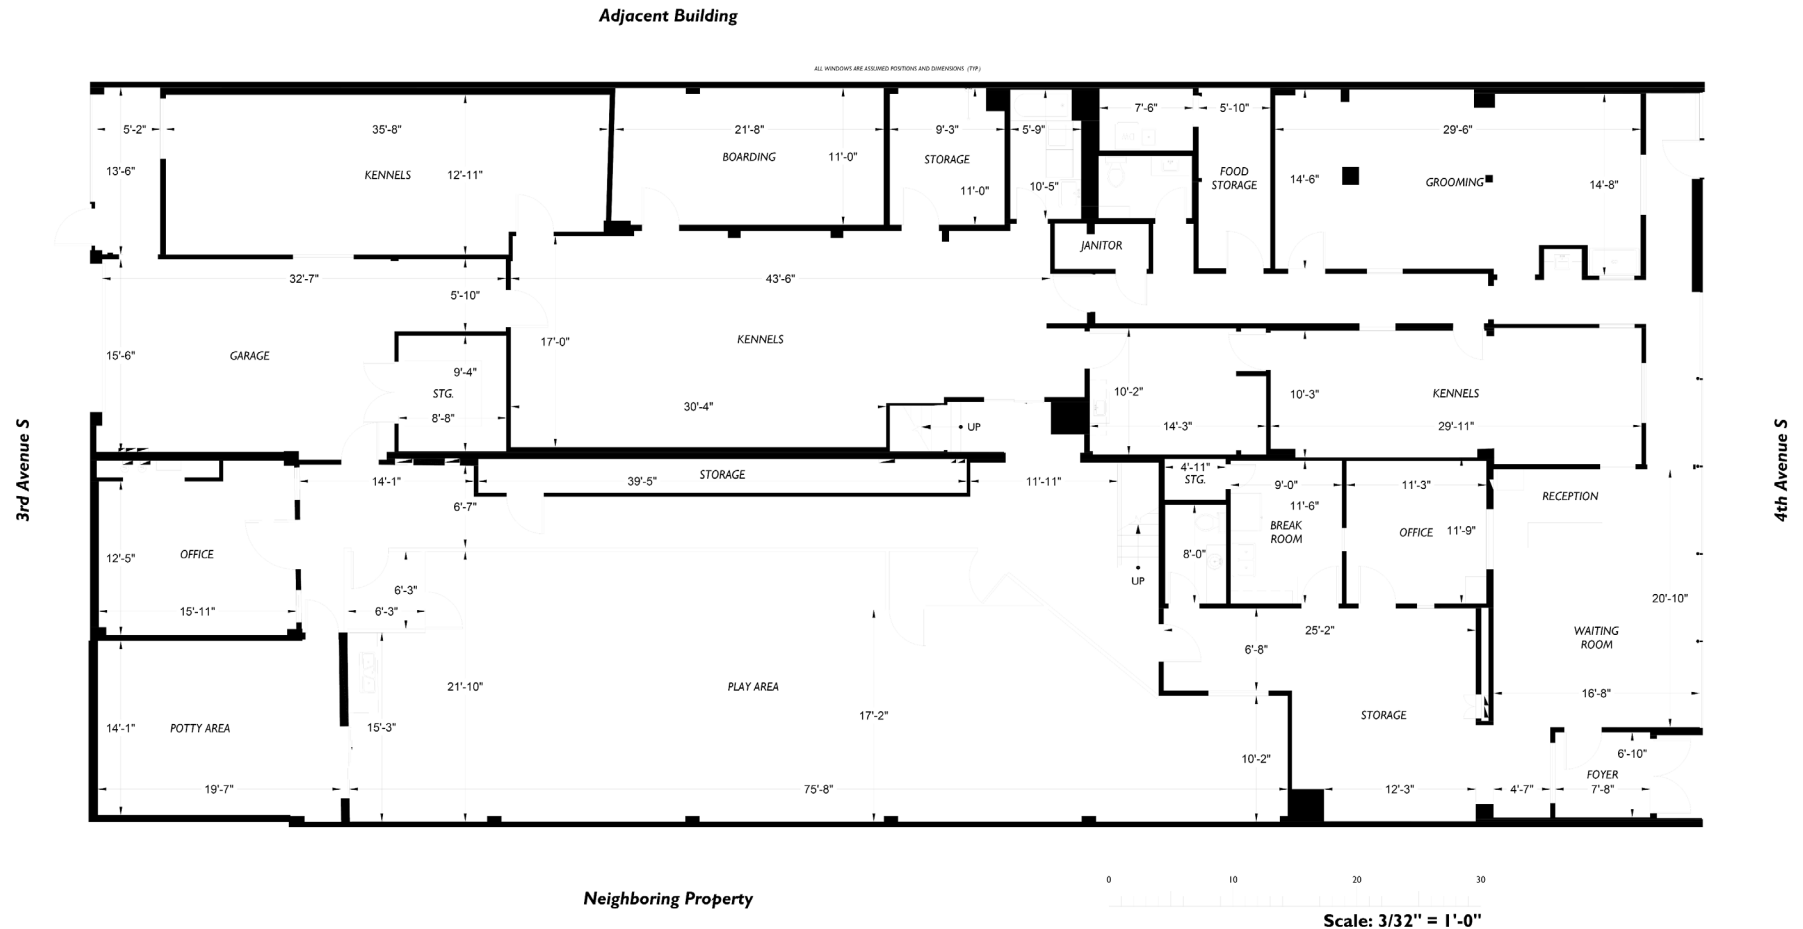 Adjacent Building
ALL WINDOWS ARE ASSUMED POSITIONS AND DIMENSIONS (TYP.)
5'-2"
35'-8"
21'-8"
9'-3"
5'-9"
7'-6"
5'-10"
29'-6"
13'-6"
KENNELS
12'-11"
BOARDING
11'-0"
STORAGE
11'-0"
10'-5"
FOOD
STORAGE
14'-6"
GROOMING
14'-8"
JANITOR
32'-7"
5'-10"
43'-6"
15'-6"
GARAGE
17'-0"
KENNELS
9'-4"
STG.
8'-8"
30'-4"
UP
10'-2"
14'-3"
10'-3"
KENNELS
29'-11"
3rd Avenue S
4th Avenue S
14'-1"
39'-5"
STORAGE
11'-11"
6'-7"
4'-11"
STG.
9'-0"
11'-6"
BREAK
ROOM
11'-3"
OFFICE
11'-9"
RECEPTION
12'-5"
OFFICE
15'-11"
6'-3"
6'-3"
UP
8'-0"
20'-10"
25'-2"
6'-8"
WAITING
ROOM
21'-10"
PLAY AREA
17'-2"
16'-8"
14'-1"
POTTY AREA
15'-3"
STORAGE
10'-2"
6'-10"
FOYER
19'-7"
75'-8"
12'-3"
4'-7"
7'-8"
Neighboring Property
0 10 20 30
Scale: 3/32" = 1'-0"